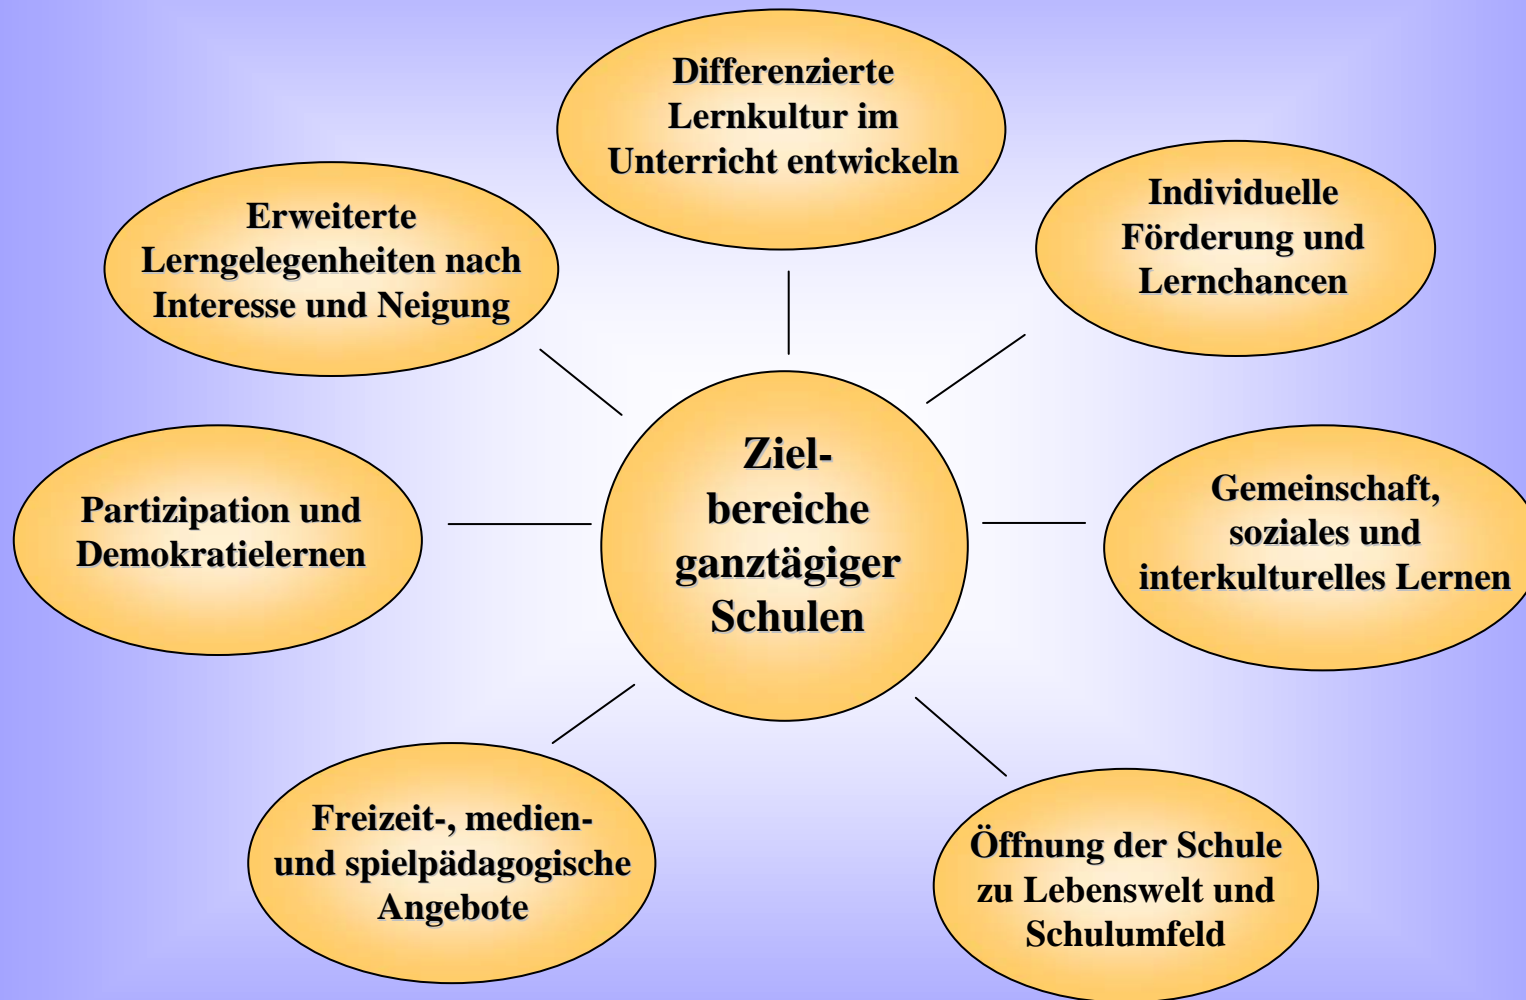 Differenzierte
Lernkultur im
Unterricht entwickeln
Individuelle
Förderung und
Lernchancen
Erweiterte
Lerngelegenheiten nach
Interesse und Neigung
Ziel-
bereiche
ganztägiger
Schulen
Partizipation und
Demokratielernen
Gemeinschaft,
soziales und
interkulturelles Lernen
Freizeit-, medien-
und spielpädagogische
Angebote
Öffnung der Schule
zu Lebenswelt und
Schulumfeld